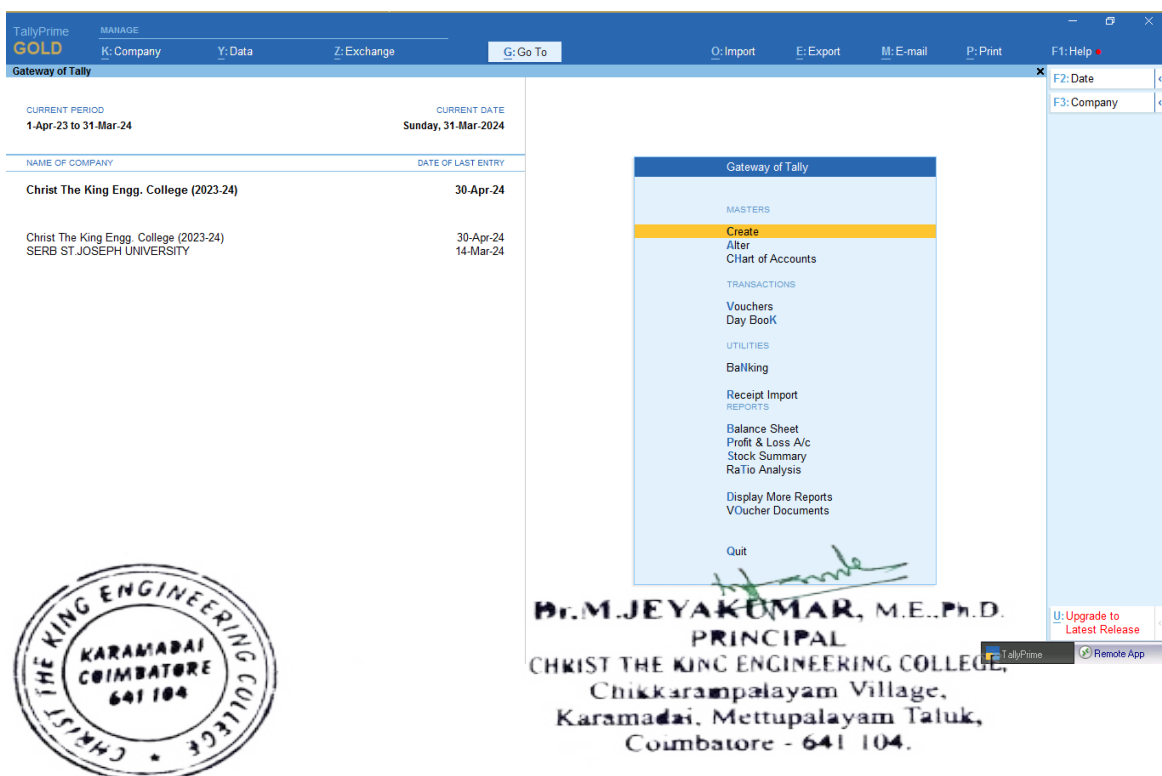 TallyPrime
GOLD
MANAGE
K: Company Y: Data Z: Exchange G: Go To O: Import E: Export M: E-mail P: Print F1: Help
Gateway of Tally
CURRENT PERIOD CURRENT DATE
1-Apr-23 to 31-Mar-24 Sunday, 31-Mar-2024
NAME OF COMPANY DATE OF LAST ENTRY
Christ The King Engg. College (2023-24) 30-Apr-24
Christ The King Engg. College (2023-24) 30-Apr-24
SERB ST.JOSEPH UNIVERSITY 14-Mar-24
Gateway of Tally
MASTERS
Create
Alter
CHart of Accounts
TRANSACTIONS
Vouchers
Day BooK
UTILITIES
BaNking
Receipt Import
REPORTS
Balance Sheet
Profit & Loss A/c
Stock Summary
RaTio Analysis
Display More Reports
VOucher Documents
Quit
F2: Date
F3: Company
U: Upgrade to
Latest Release
TallyPrime
Remote App
CHRIST THE KING ENGINEERING COLLEGE
KARAMADAI
COIMBATORE
641 104
Dr.M.JEYAKUMAR, M.E.,Ph.D.
PRINCIPAL
CHRIST THE KING ENGINEERING COLLEGE,
Chikkarampalayam Village,
Karamadai, Mettupalayam Taluk,
Coimbatore - 641 104.